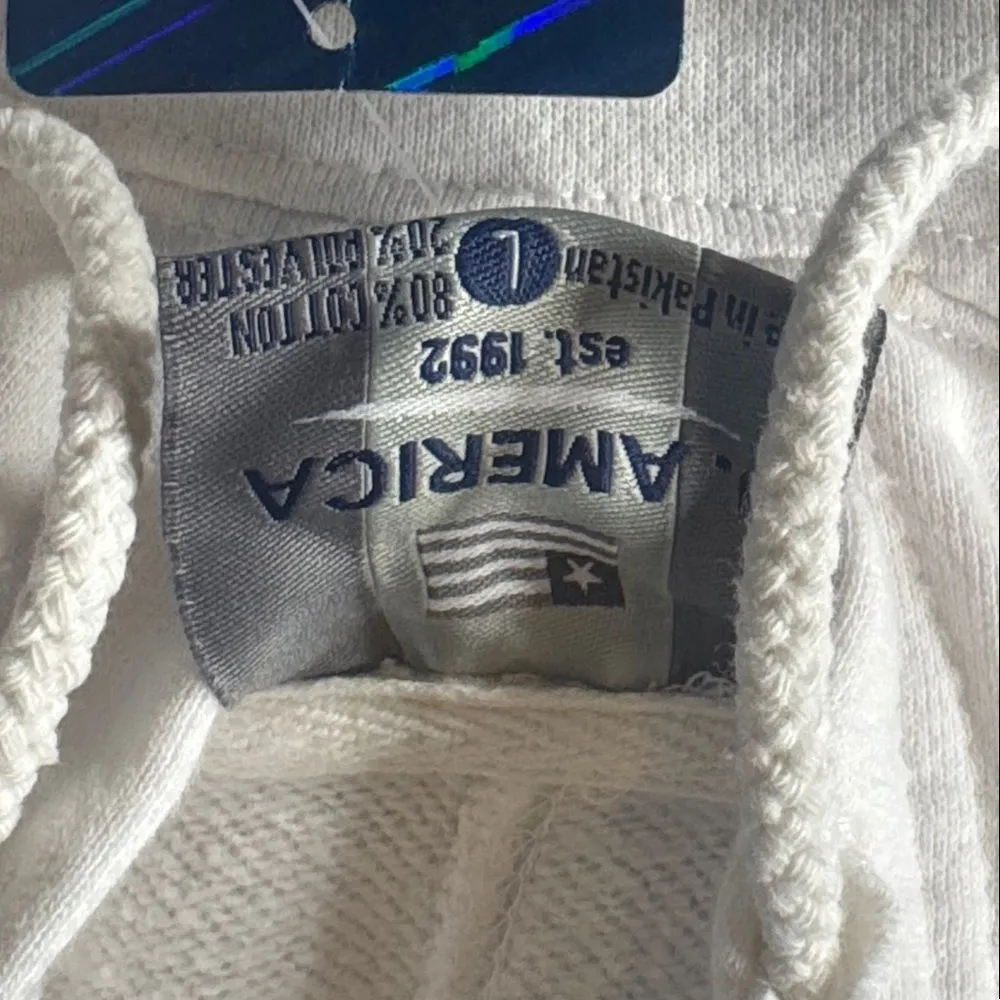 . AMERICA
est. 1992
80% COTTON
in Pakistan
L
20% POLYESTER